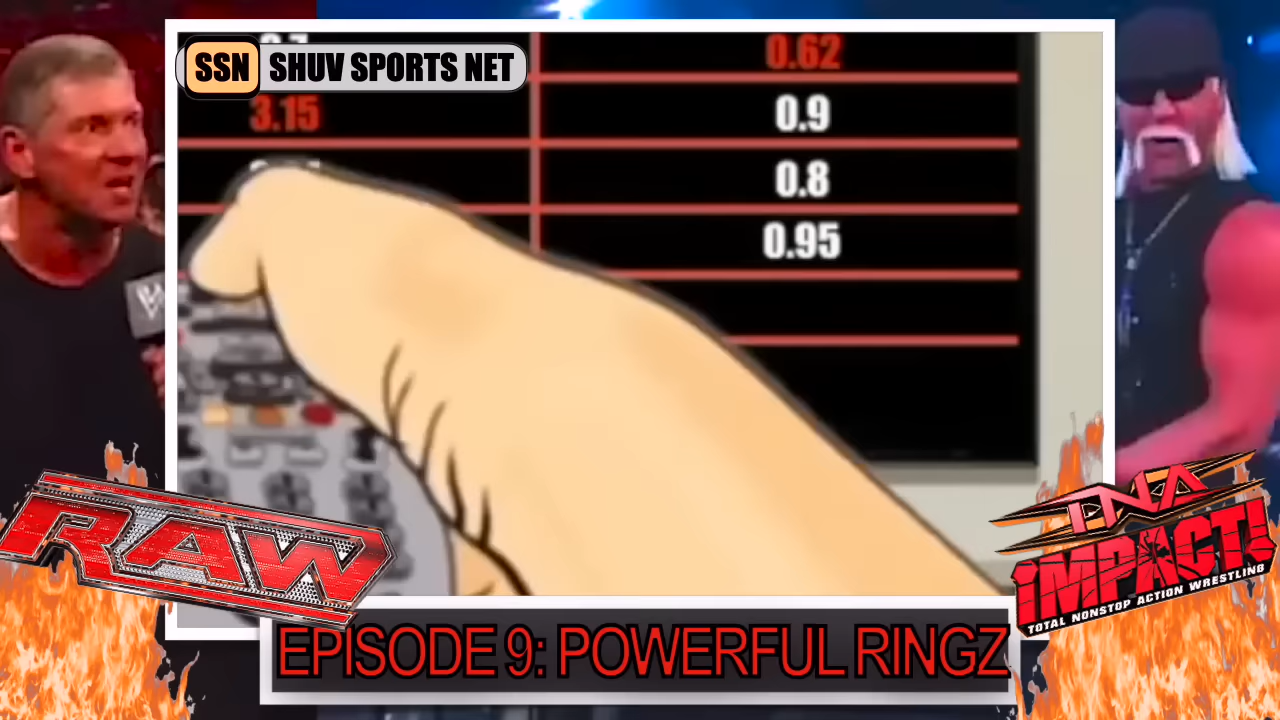 SSN SHUV SPORTS NET
0.62
3.15 0.9
0.8
0.95
RAW
TNA
iMPACT!
TOTAL NONSTOP ACTION WRESTLING
EPISODE 9: POWERFUL RINGZ